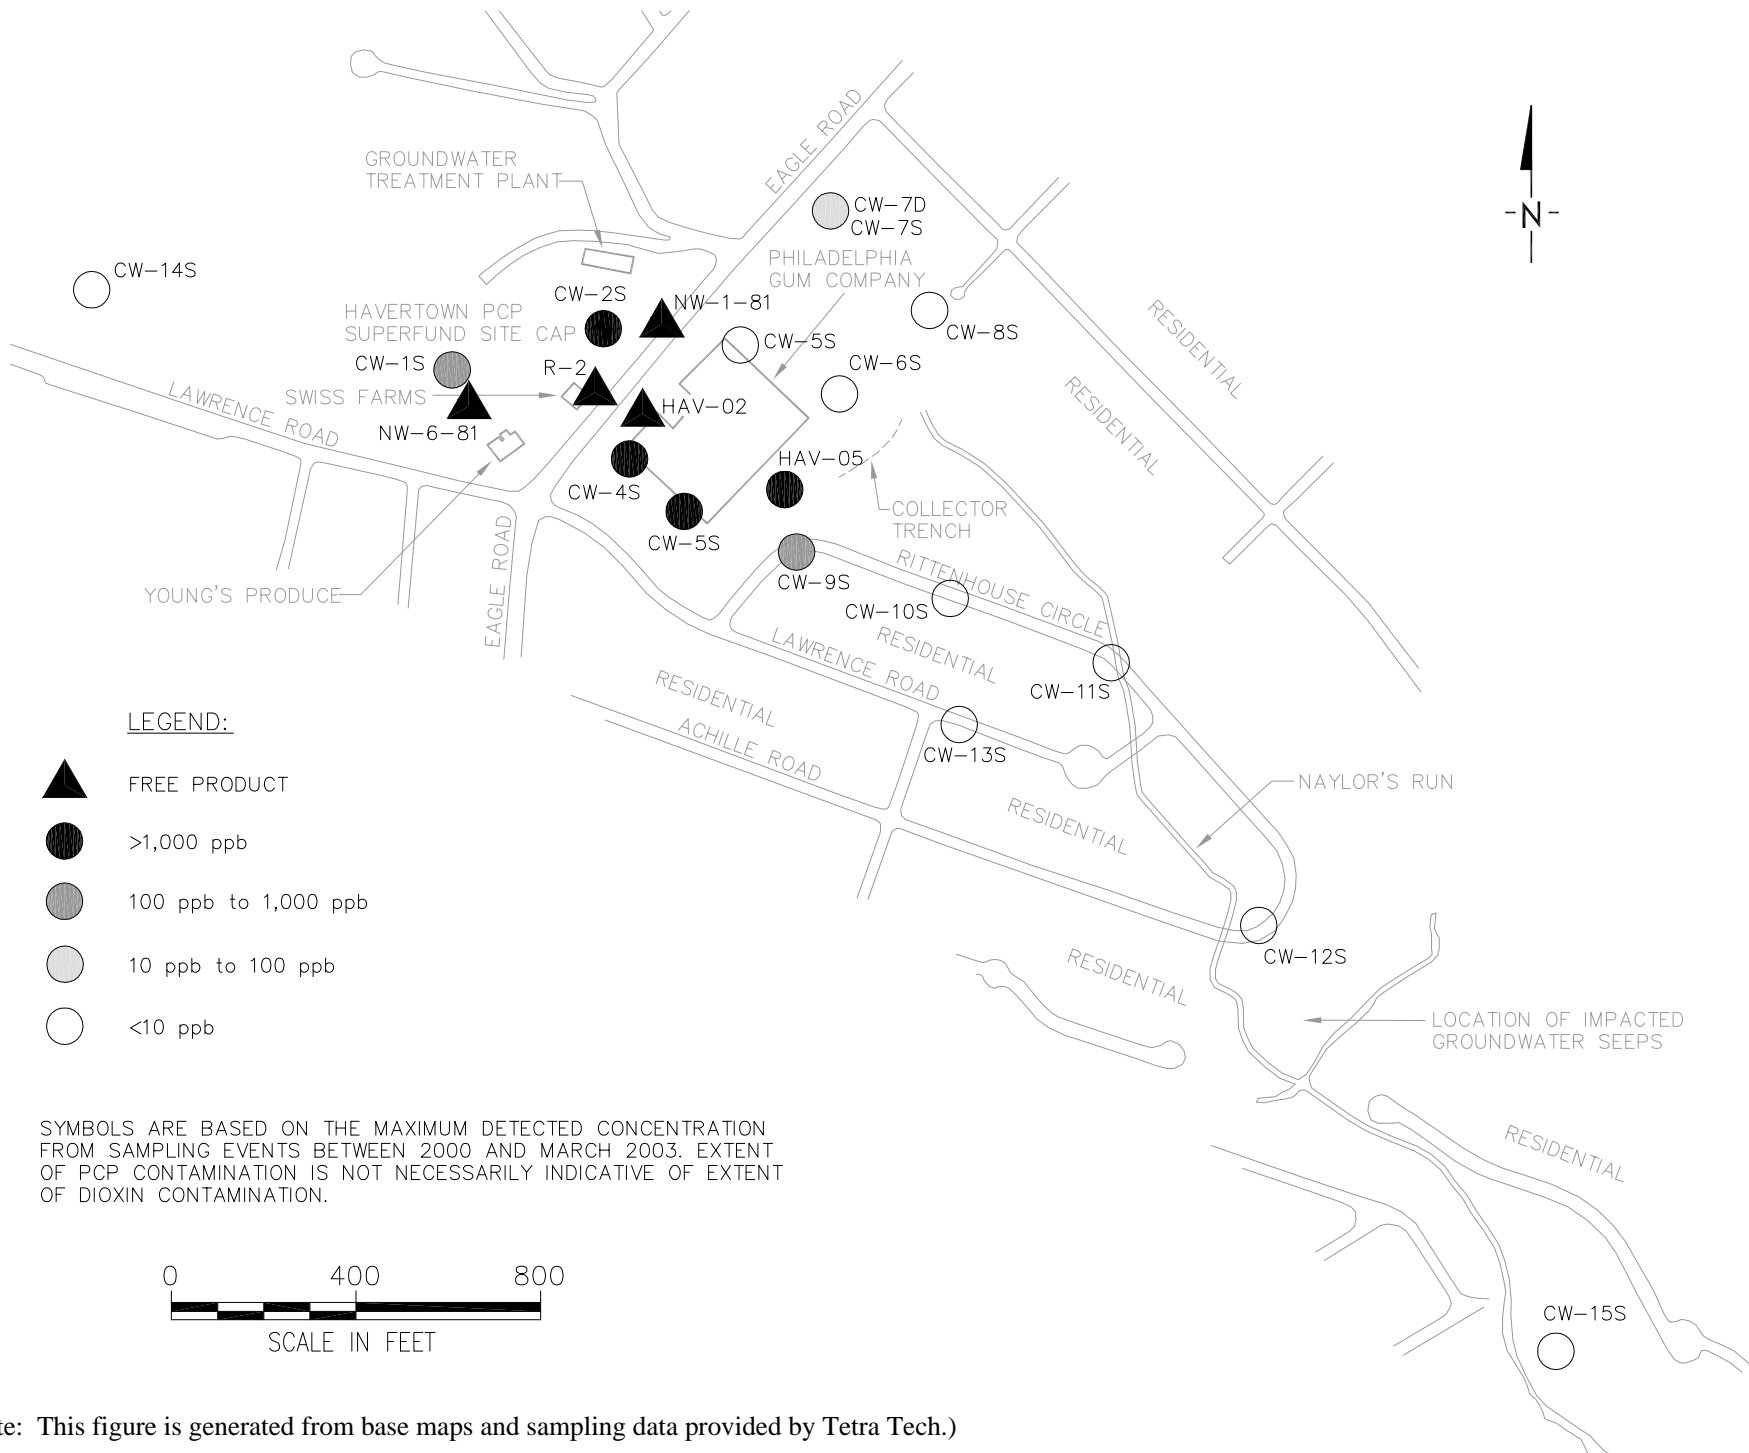 EAGLE ROAD
GROUNDWATER
TREATMENT PLANT
CW-7D
CW-7S
-N-
PHILADELPHIA
GUM COMPANY
CW-14S
CW-2S
NW-1-81
HAVERTOWN PCP
SUPERFUND SITE CAP
CW-5S
CW-8S
RESIDENTIAL
CW-1S
R-2
CW-6S
SWISS FARMS
HAV-02
LAWRENCE ROAD
RESIDENTIAL
NW-6-81
HAV-05
CW-4S
COLLECTOR
TRENCH
CW-5S
EAGLE ROAD
CW-9S
RITTENHOUSE CIRCLE
YOUNG'S PRODUCE
CW-10S
LAWRENCE ROAD
RESIDENTIAL
CW-11S
RESIDENTIAL
ACHILLE ROAD
CW-13S
NAYLOR'S RUN
RESIDENTIAL
LEGEND:
FREE PRODUCT
>1,000 ppb
100 ppb to 1,000 ppb
10 ppb to 100 ppb
<10 ppb
CW-12S
RESIDENTIAL
LOCATION OF IMPACTED
GROUNDWATER SEEPS
SYMBOLS ARE BASED ON THE MAXIMUM DETECTED CONCENTRATION
FROM SAMPLING EVENTS BETWEEN 2000 AND MARCH 2003. EXTENT
OF PCP CONTAMINATION IS NOT NECESSARILY INDICATIVE OF EXTENT
OF DIOXIN CONTAMINATION.
RESIDENTIAL
0 400 800
SCALE IN FEET
CW-15S
te: This figure is generated from base maps and sampling data provided by Tetra Tech.)